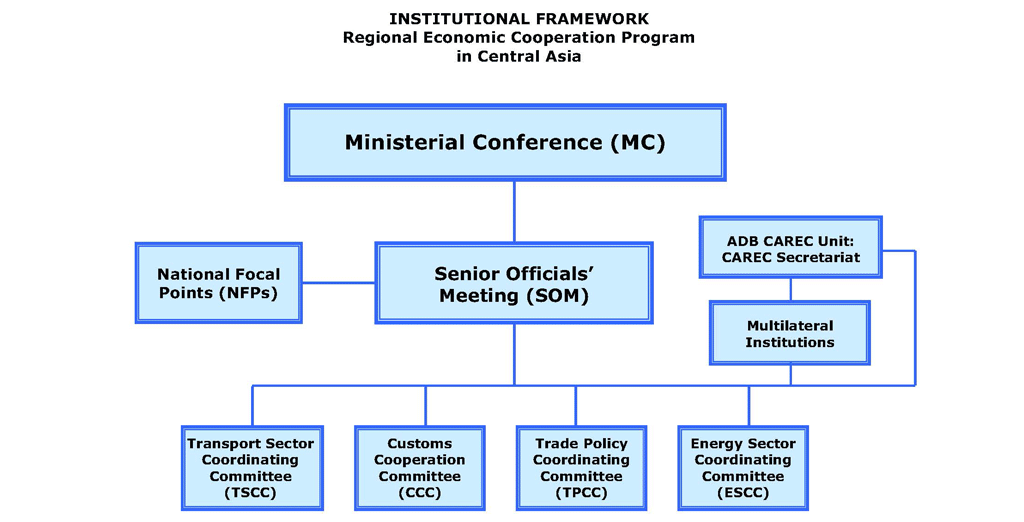 INSTITUTIONAL FRAMEWORK
Regional Economic Cooperation Program
in Central Asia
Ministerial Conference (MC)
ADB CAREC Unit:
CAREC Secretariat
National Focal
Points (NFPs)
Senior Officials’
Meeting (SOM)
Multilateral
Institutions
Transport Sector
Coordinating
Committee
(TSCC)
Customs
Cooperation
Committee
(CCC)
Trade Policy
Coordinating
Committee
(TPCC)
Energy Sector
Coordinating
Committee
(ESCC)